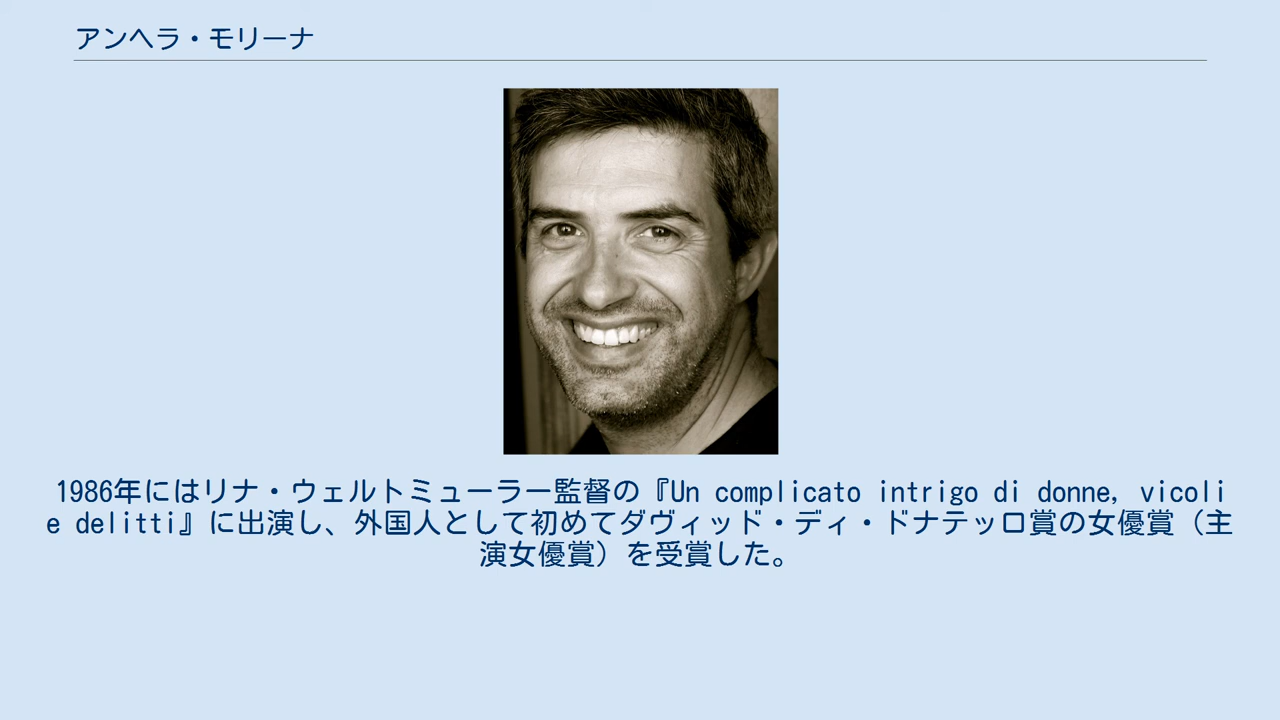 アンヘラ・モリーナ
1986年にはリナ・ウェルトミューラー監督の『Un complicato intrigo di donne, vicoli
e delitti』に出演し、外国人として初めてダヴィッド・ディ・ドナテッロ賞の女優賞（主
演女優賞）を受賞した。